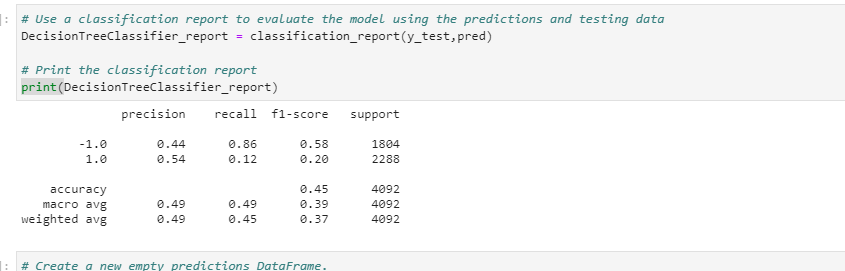 ]: # Use a classification report to evaluate the model using the predictions and testing data
DecisionTreeClassifier_report = classification_report(y_test,pred)
# Print the classification report
print(DecisionTreeClassifier_report)
precision recall f1-score support
-1.0 0.44 0.86 0.58 1804
1.0 0.54 0.12 0.20 2288
accuracy 0.45 4092
macro avg 0.49 0.49 0.39 4092
weighted avg 0.49 0.45 0.37 4092
]: # Create a new empty predictions DataFrame.